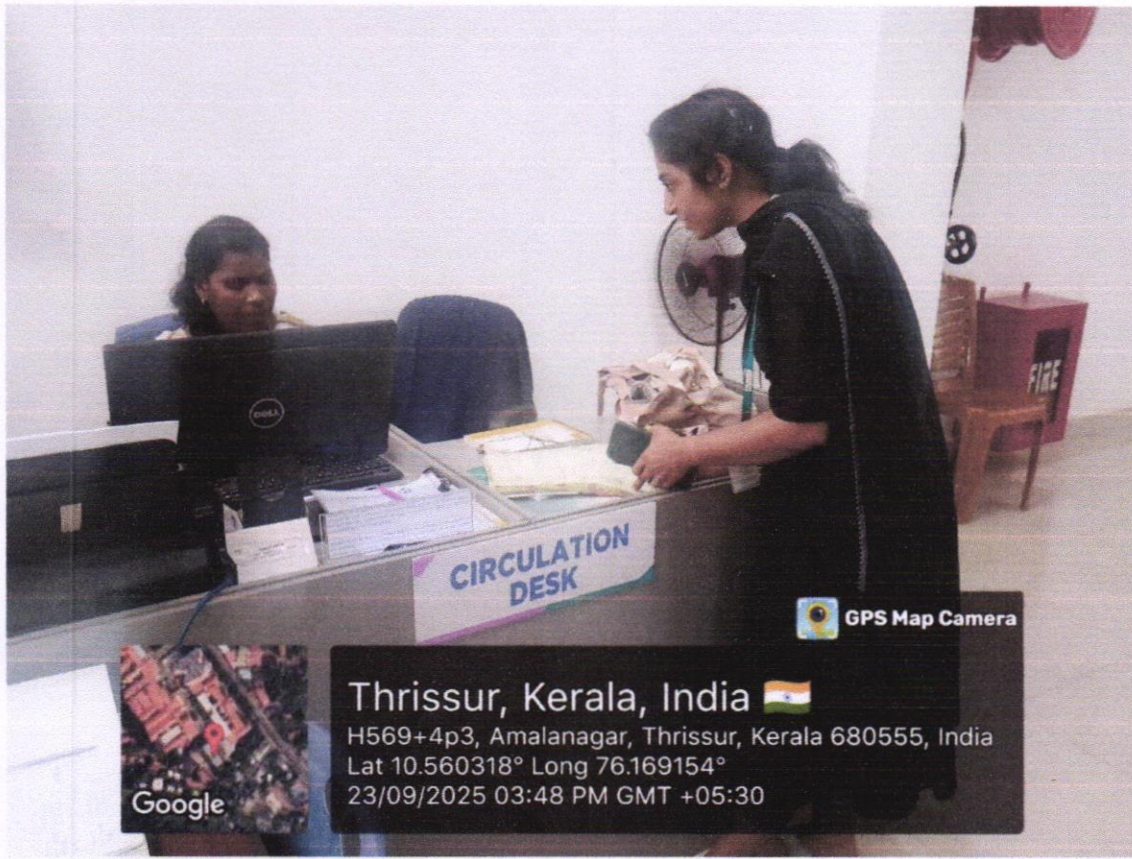 DELL
FIRE
CIRCULATION
DESK
GPS Map Camera
Thrissur, Kerala, India
H569+4p3, Amalanagar, Thrissur, Kerala 680555, India
Lat 10.560318° Long 76.169154°
23/09/2025 03:48 PM GMT +05:30
Google